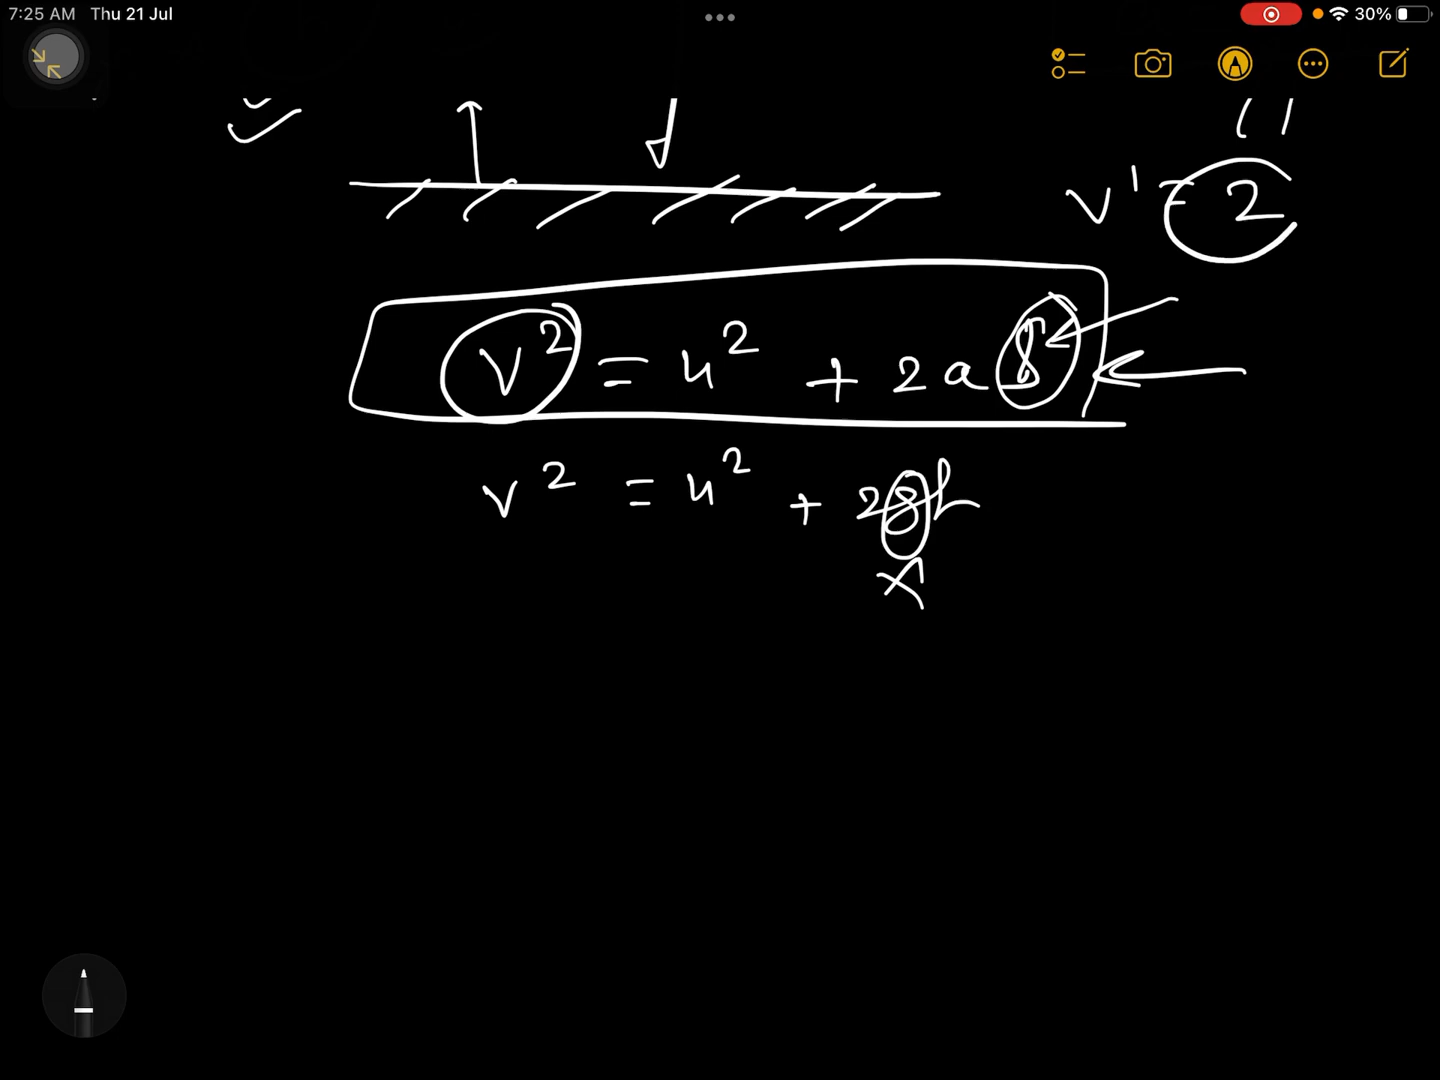 7:25 AM Thu 21 Jul
30%
v' = 2
v² = u² + 2as
v² = u² + 2gh
x